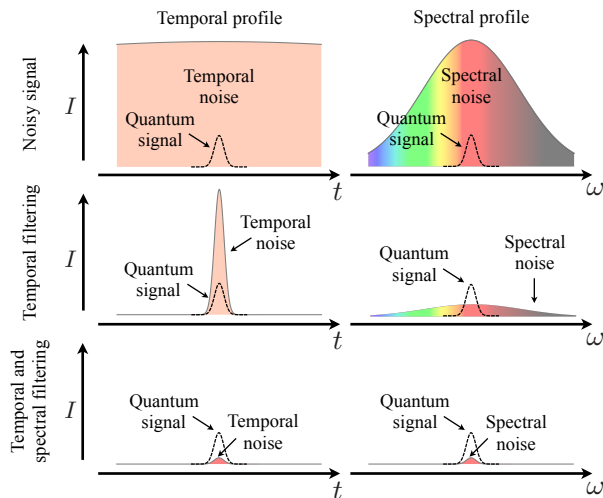 Temporal profile
Spectral profile
Noisy signal
I
Temporal
noise
Quantum
signal
t
Spectral
noise
Quantum
signal
ω
Temporal filtering
I
Temporal
noise
Quantum
signal
t
Quantum
signal
Spectral
noise
ω
Temporal and
spectral filtering
I
Quantum
signal
Temporal
noise
t
Quantum
signal
Spectral
noise
ω